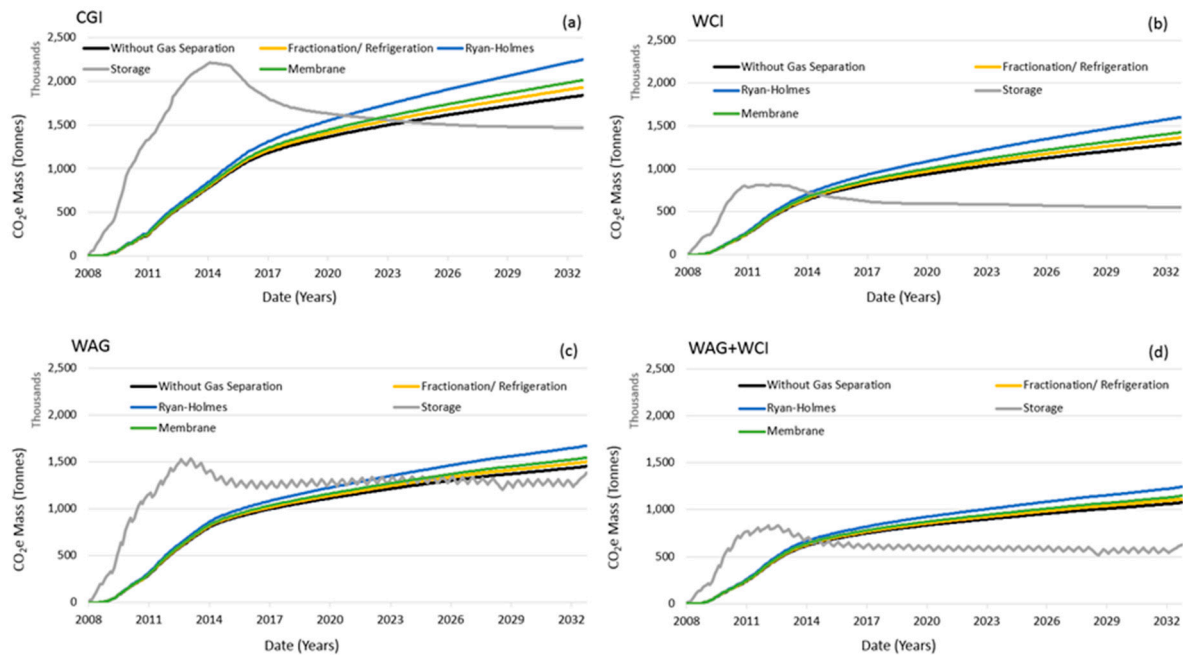 CGI (a)
Thousands
2,500
2,000
1,500
1,000
500
0
CO2e Mass (Tonnes)
Without Gas Separation Fractionation/ Refrigeration Ryan-Holmes
Storage Membrane
2008 2011 2014 2017 2020 2023 2026 2029 2032
Date (Years)
WCI (b)
Thousands
2,500
2,000
1,500
1,000
500
0
CO2e Mass (Tonnes)
Without Gas Separation Fractionation/ Refrigeration
Ryan-Holmes Storage
Membrane
2008 2011 2014 2017 2020 2023 2026 2029 2032
Date (Years)
WAG (c)
Thousands
2,500
2,000
1,500
1,000
500
0
CO2e Mass (Tonnes)
Without Gas Separation Fractionation/ Refrigeration
Ryan-Holmes Storage
Membrane
2008 2011 2014 2017 2020 2023 2026 2029 2032
Date (Years)
WAG+WCI (d)
Thousands
2,500
2,000
1,500
1,000
500
0
CO2e Mass (Tonnes)
Without Gas Separation Fractionation/ Refrigeration
Ryan-Holmes Storage
Membrane
2008 2011 2014 2017 2020 2023 2026 2029 2032
Date (Years)